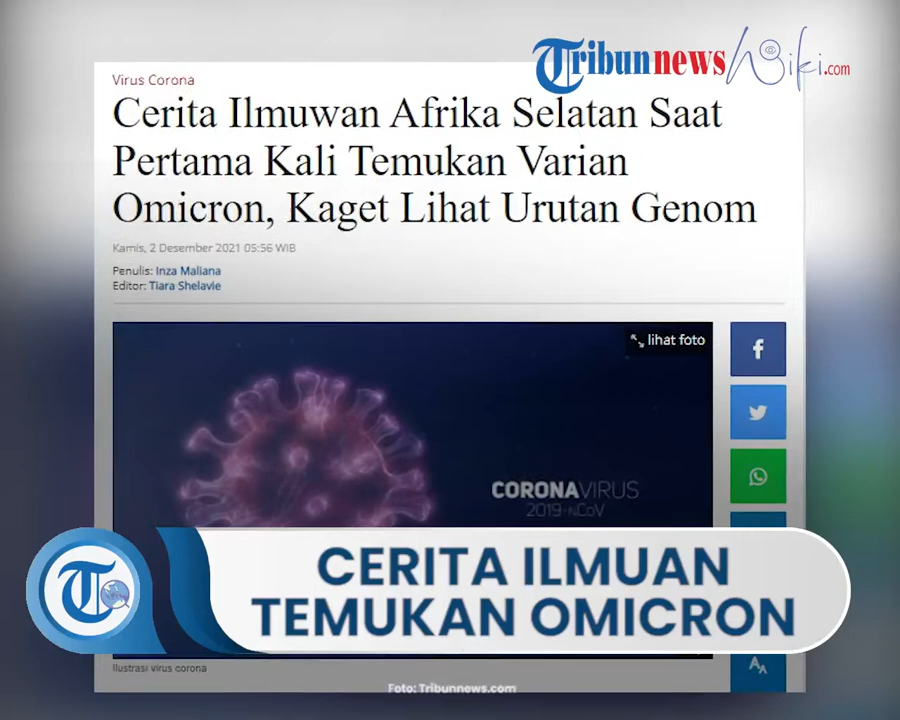 Tribunnews Wiki.com
Virus Corona
Cerita Ilmuwan Afrika Selatan Saat
Pertama Kali Temukan Varian
Omicron, Kaget Lihat Urutan Genom
Kamis, 2 Desember 2021 05:56 WIB
Penulis: Inza Maliana
Editor: Tiara Shelavie
lihat foto
CORONAVIRUS
2019-nCoV
CERITA ILMUAN
TEMUKAN OMICRON
Ilustrasi virus corona
Foto: Tribunnews.com